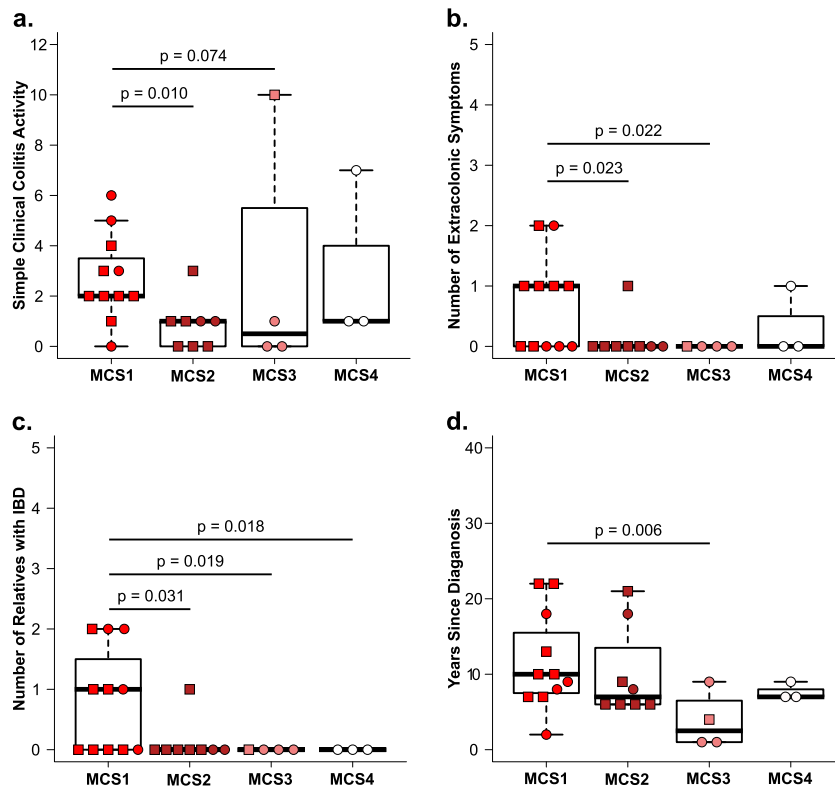 a.
Simple Clinical Colitis Activity
12
10
8
6
4
2
0
p = 0.074
p = 0.010
MCS1 MCS2 MCS3 MCS4
b.
Number of Extracolonic Symptoms
5
4
3
2
1
0
p = 0.022
p = 0.023
MCS1 MCS2 MCS3 MCS4
c.
Number of Relatives with IBD
5
4
3
2
1
0
p = 0.018
p = 0.019
p = 0.031
MCS1 MCS2 MCS3 MCS4
d.
Years Since Diaganosis
40
30
20
10
0
p = 0.006
MCS1 MCS2 MCS3 MCS4